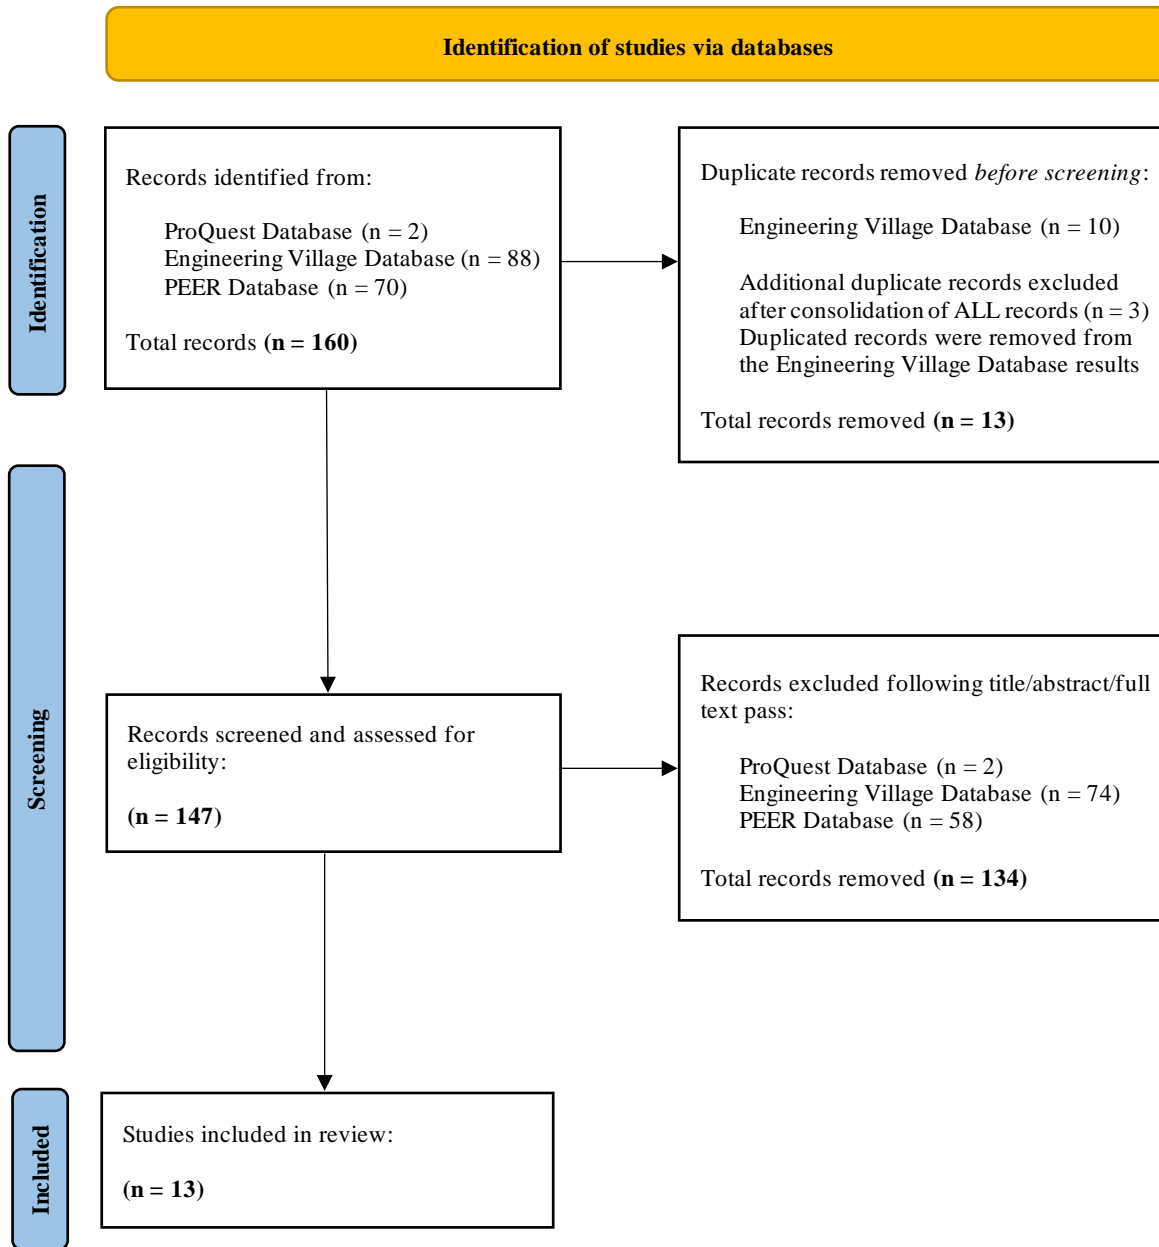 Identification of studies via databases
Identification
Records identified from:
ProQuest Database (n = 2)
Engineering Village Database (n = 88)
PEER Database (n = 70)
Total records (n = 160)
Duplicate records removed before screening:
Engineering Village Database (n = 10)
Additional duplicate records excluded
after consolidation of ALL records (n = 3)
Duplicated records were removed from
the Engineering Village Database results
Total records removed (n = 13)
Screening
Records screened and assessed for
eligibility:
(n = 147)
Records excluded following title/abstract/full
text pass:
ProQuest Database (n = 2)
Engineering Village Database (n = 74)
PEER Database (n = 58)
Total records removed (n = 134)
Included
Studies included in review:
(n = 13)